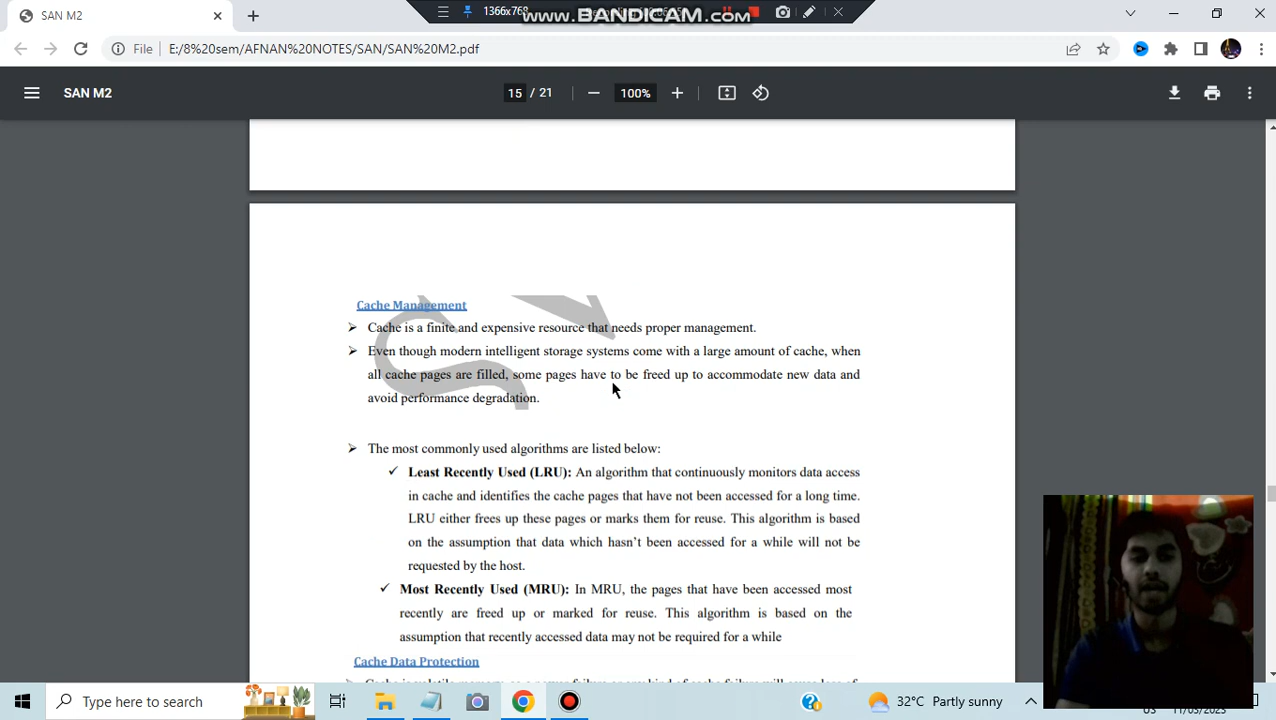 SAN M2
1366x768
www.BANDICAM.com
File
E:/8%20sem/AFNAN%20NOTES/SAN/SAN%20M2.pdf
SAN M2
15 / 21
100%
Cache Management
➢ Cache is a finite and expensive resource that needs proper management.
➢ Even though modern intelligent storage systems come with a large amount of cache, when
all cache pages are filled, some pages have to be freed up to accommodate new data and
avoid performance degradation.
➢ The most commonly used algorithms are listed below:
✓ Least Recently Used (LRU): An algorithm that continuously monitors data access
in cache and identifies the cache pages that have not been accessed for a long time.
LRU either frees up these pages or marks them for reuse. This algorithm is based
on the assumption that data which hasn't been accessed for a while will not be
requested by the host.
✓ Most Recently Used (MRU): In MRU, the pages that have been accessed most
recently are freed up or marked for reuse. This algorithm is based on the
assumption that recently accessed data may not be required for a while
Cache Data Protection
Type here to search
32°C Partly sunny
US